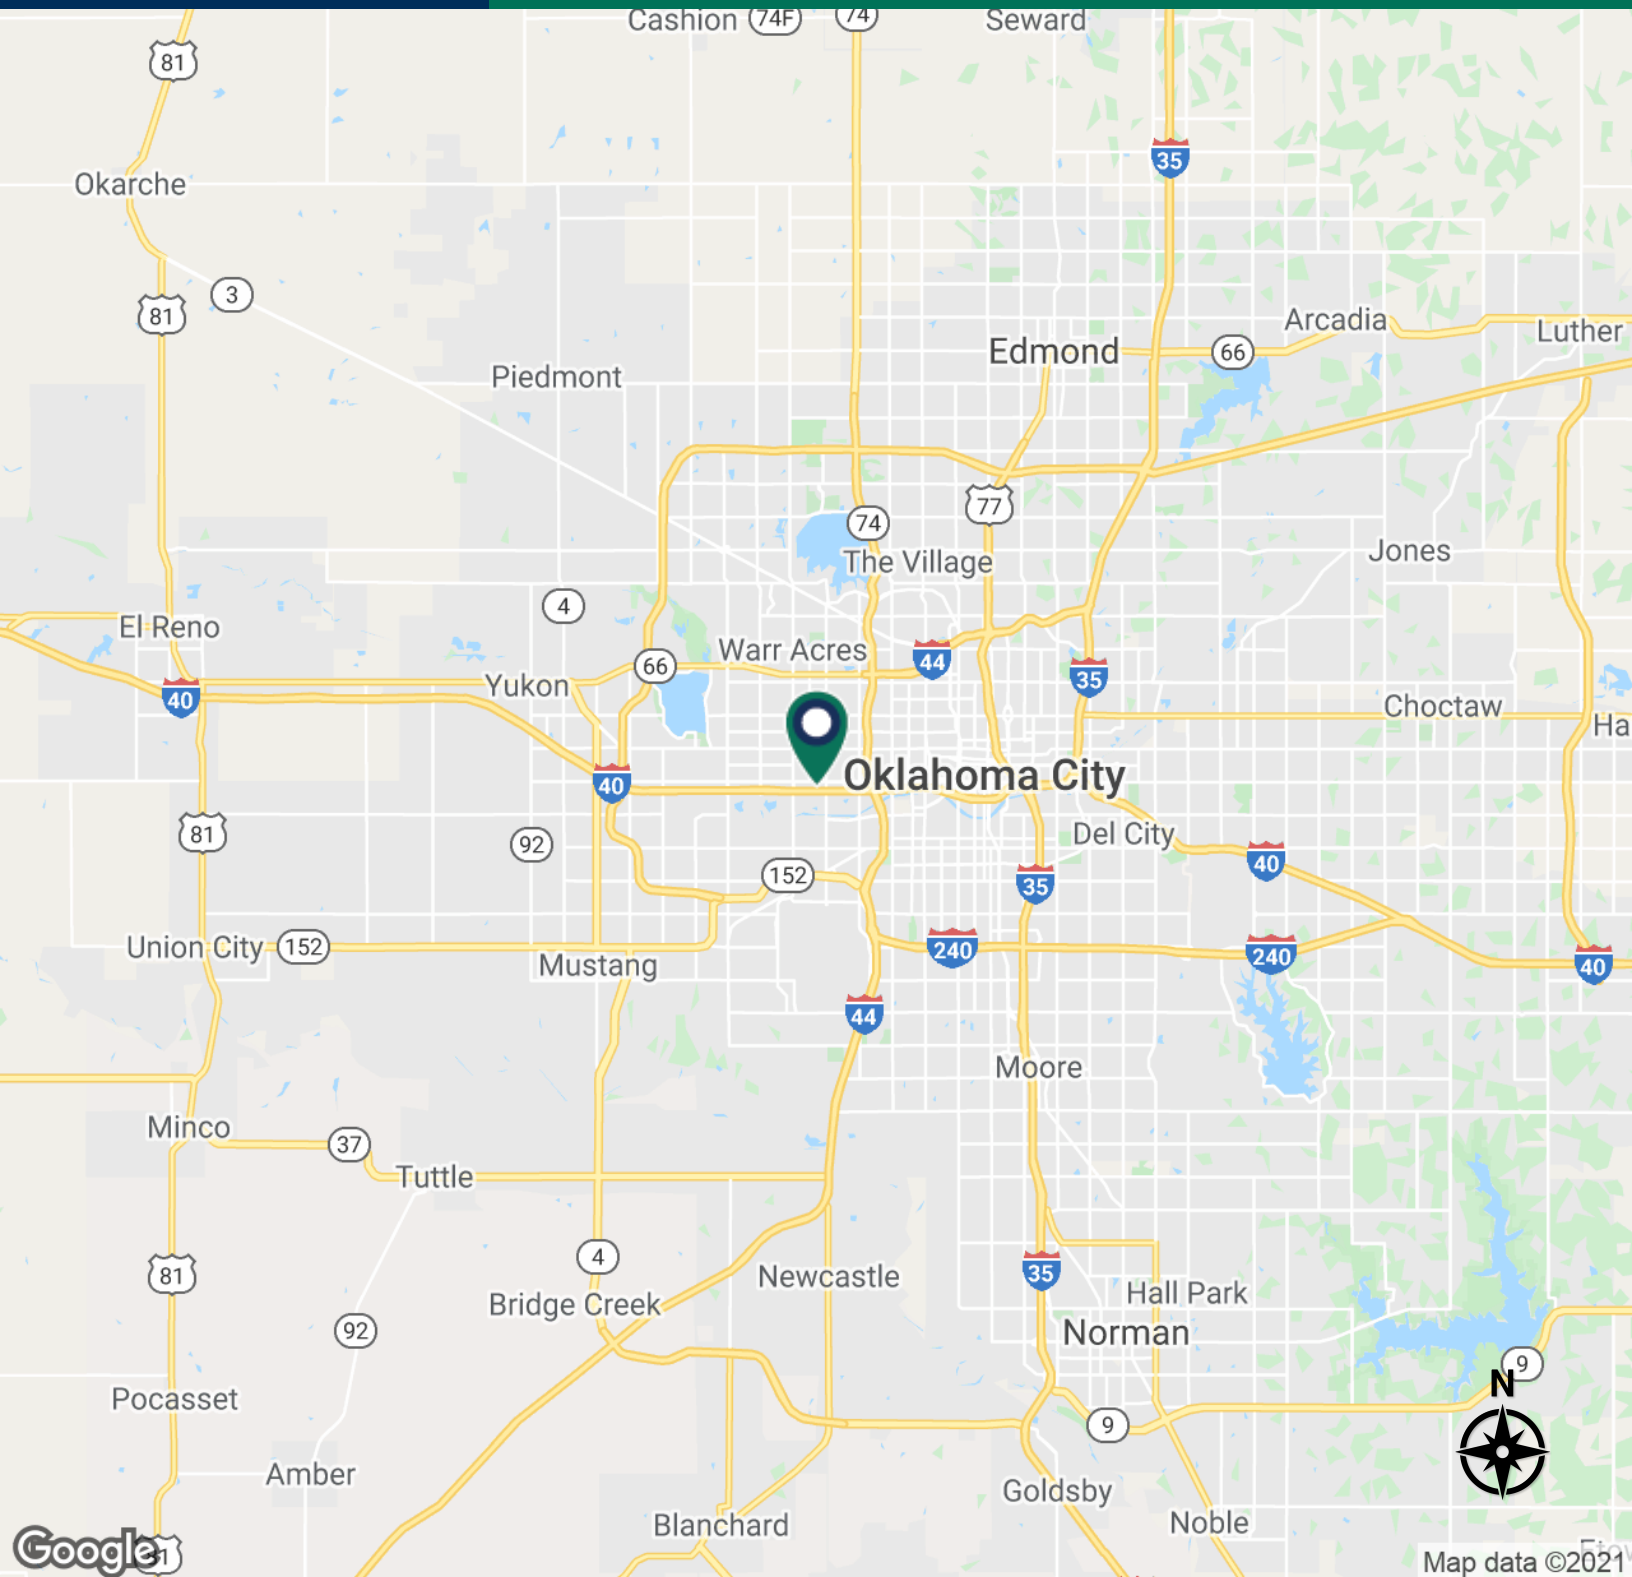 Cashion
74F
74
Seward
81
35
Okarche
3
81
Arcadia
Luther
Edmond
66
Piedmont
77
74
The Village
Jones
4
El Reno
Warr Acres
44
66
35
Yukon
40
Choctaw
Ha
Oklahoma City
40
81
Del City
92
40
152
35
Union City
152
240
240
Mustang
40
44
Moore
Minco
37
Tuttle
4
81
Newcastle
35
Hall Park
Bridge Creek
92
Norman
9
N
Pocasset
9
Amber
Goldsby
Blanchard
Noble
Google
81
Map data ©2021